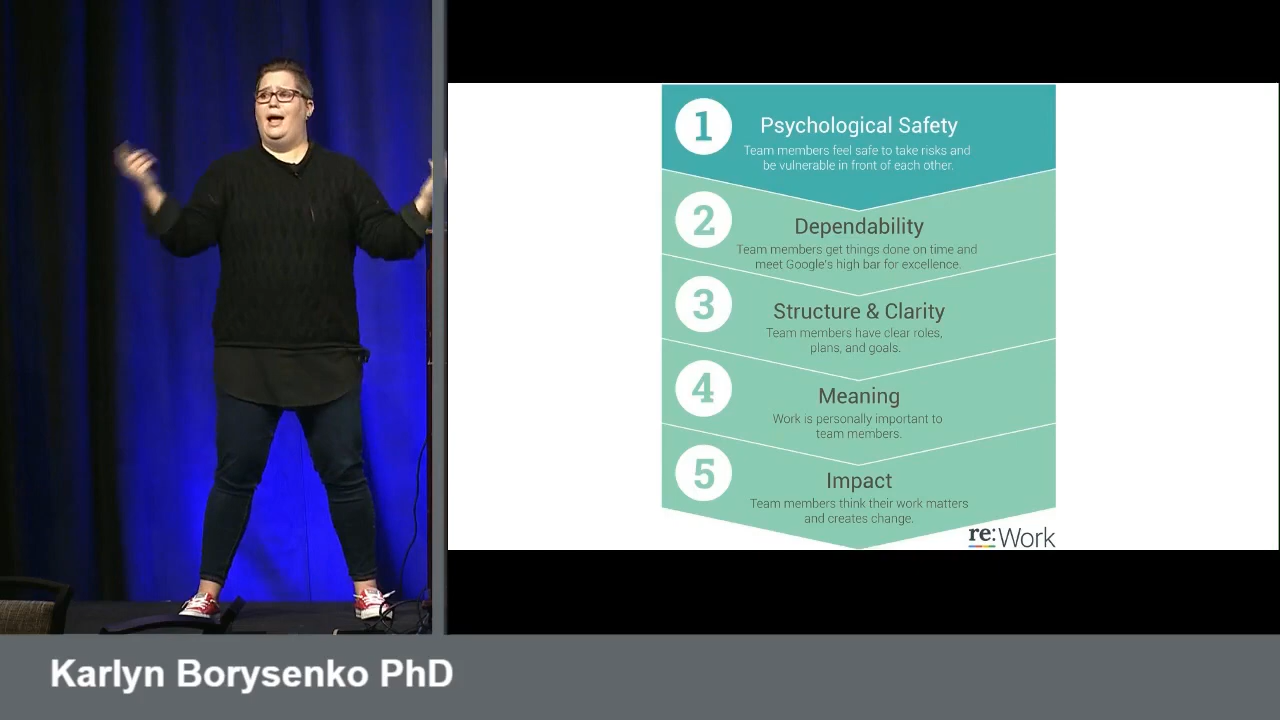 1
Psychological Safety
Team members feel safe to take risks and
be vulnerable in front of each other.
2
Dependability
Team members get things done on time and
meet Google's high bar for excellence.
3
Structure & Clarity
Team members have clear roles,
plans, and goals.
4
Meaning
Work is personally important to
team members.
5
Impact
Team members think their work matters
and creates change.
re:Work
Karlyn Borysenko PhD